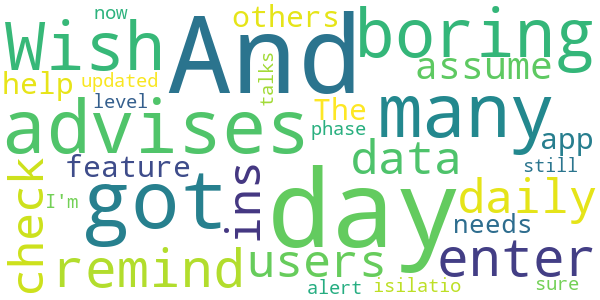 now
others
Wish
And
boring
help
updated
talks
assume
level
The
many
advises
phase
app
feature
data
still
check
I'm
got
ins
day
daily
needs
remind
users
enter
alert
isilatio
sure